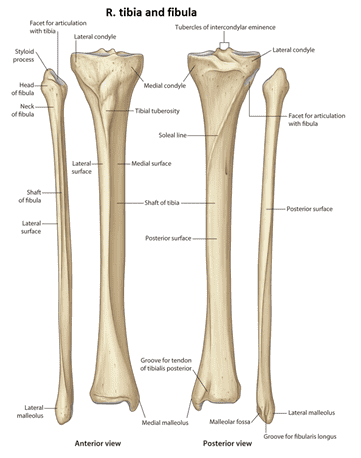 R. tibia and fibula
Facet for articulation
with tibia
Tubercles of intercondylar eminence
Styloid
process
Lateral condyle
Lateral condyle
Head
of fibula
Medial condyle
Neck
of fibula
Tibial tuberosity
Facet for articulation
with fibula
Soleal line
Lateral
surface
Medial surface
Shaft
of fibula
Shaft of tibia
Posterior surface
Lateral
surface
Posterior surface
Groove for tendon
of tibialis posterior
Lateral
malleolus
Medial malleolus
Malleolar fossa
Lateral malleolus
Groove for fibularis longus
Anterior view
Posterior view